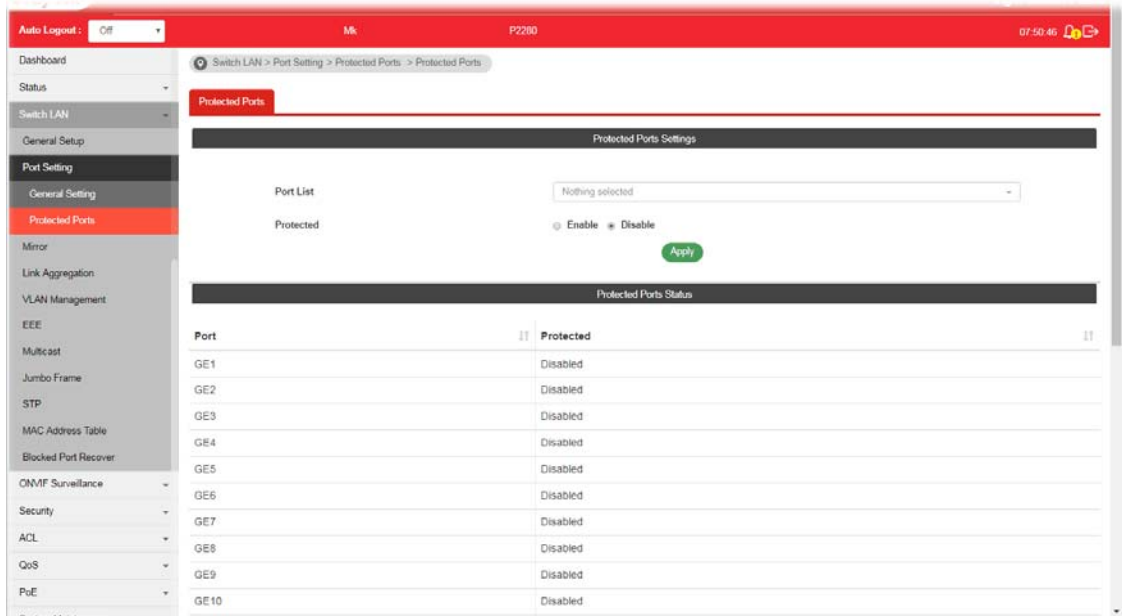 Auto Logout : Off Mk P2280 07:50:46
Dashboard
Status
Switch LAN
General Setup
Port Setting
General Setting
Protected Ports
Mirror
Link Aggregation
VLAN Management
EEE
Multicast
Jumbo Frame
STP
MAC Address Table
Blocked Port Recover
ONVIF Surveillance
Security
ACL
QoS
PoE
Switch LAN > Port Setting > Protected Ports > Protected Ports
Protected Ports
Protected Ports Settings
Port List Nothing selected
Protected Enable Disable
Apply
Protected Ports Status
Port Protected
GE1 Disabled
GE2 Disabled
GE3 Disabled
GE4 Disabled
GE5 Disabled
GE6 Disabled
GE7 Disabled
GE8 Disabled
GE9 Disabled
GE10 Disabled